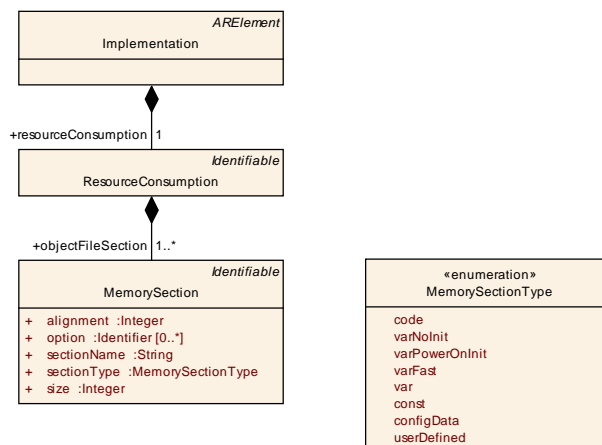 ARElement
Implementation
+resourceConsumption 1
Identifiable
ResourceConsumption
+objectFileSection 1..*
Identifiable
MemorySection
+ alignment :Integer
+ option :Identifier [0..*]
+ sectionName :String
+ sectionType :MemorySectionType
+ size :Integer
«enumeration»
MemorySectionType
code
varNoInit
varPowerOnInit
varFast
var
const
configData
userDefined